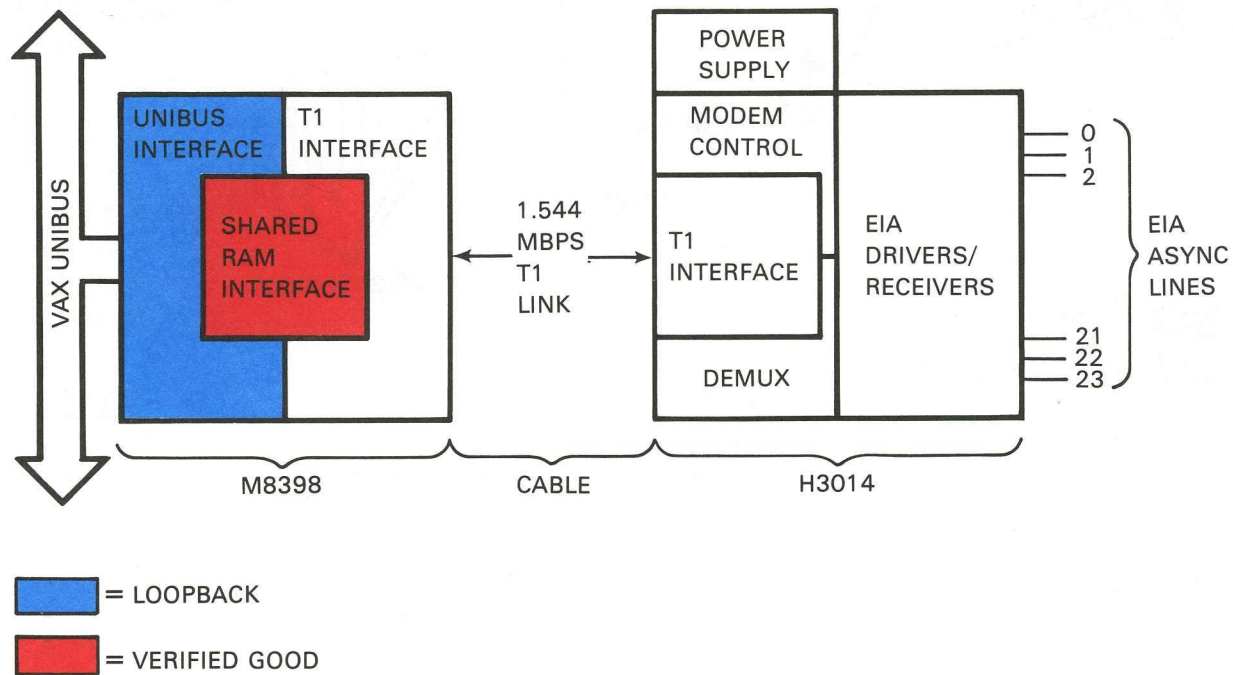 VAX UNIBUS
UNIBUS
INTERFACE
T1
INTERFACE
SHARED
RAM
INTERFACE
M8398
1.544
MBPS
T1
LINK
CABLE
POWER
SUPPLY
MODEM
CONTROL
T1
INTERFACE
DEMUX
EIA
DRIVERS/
RECEIVERS
H3014
0
1
2
21
22
23
EIA
ASYNC
LINES
= LOOPBACK
= VERIFIED GOOD